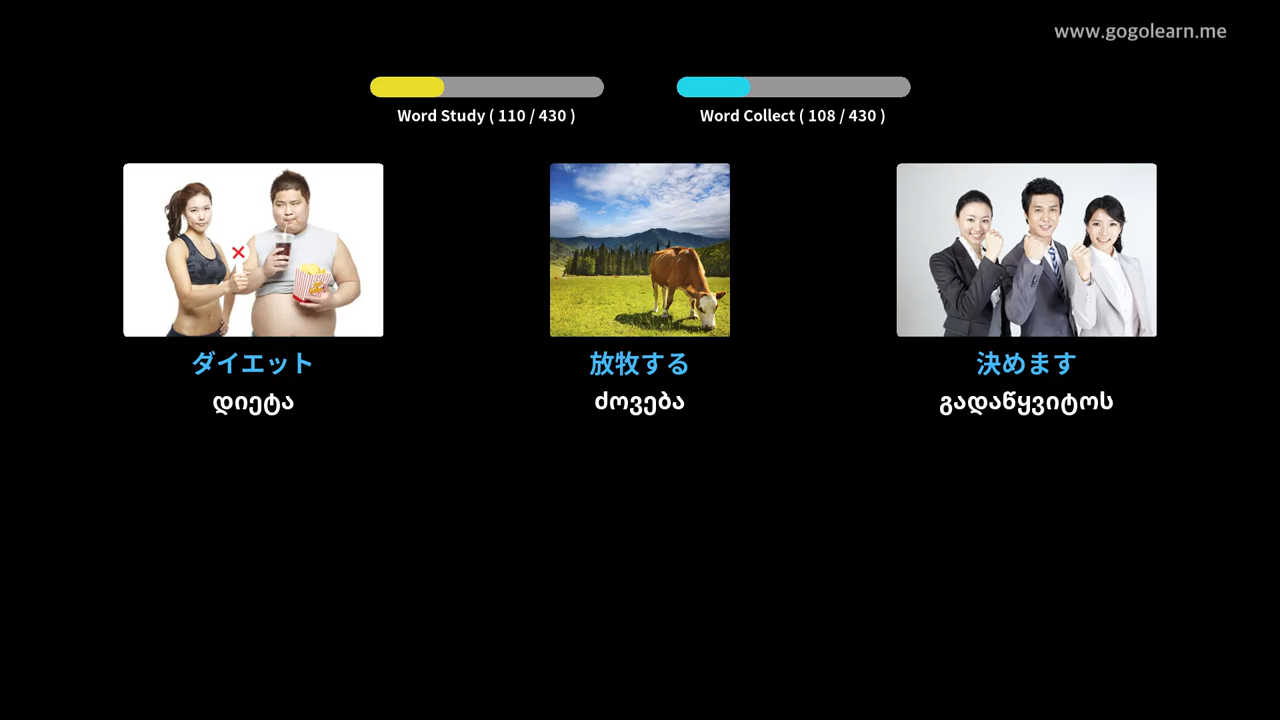 www.gogolearn.me
Word Study ( 110 / 430 )
Word Collect ( 108 / 430 )
ダイエット
放牧する
決めます
დიეტა
ძოვება
გადაწყვიტოს